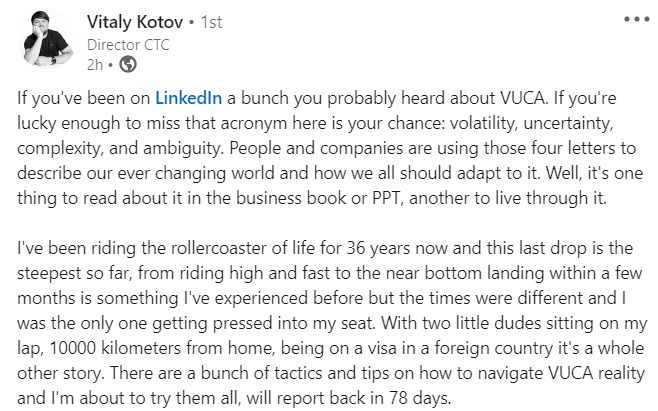 Vitaly Kotov • 1st
Director CTC
2h •
If you've been on LinkedIn a bunch you probably heard about VUCA. If you're
lucky enough to miss that acronym here is your chance: volatility, uncertainty,
complexity, and ambiguity. People and companies are using those four letters to
describe our ever changing world and how we all should adapt to it. Well, it's one
thing to read about it in the business book or PPT, another to live through it.
I've been riding the rollercoaster of life for 36 years now and this last drop is the
steepest so far, from riding high and fast to the near bottom landing within a few
months is something I've experienced before but the times were different and I
was the only one getting pressed into my seat. With two little dudes sitting on my
lap, 10000 kilometers from home, being on a visa in a foreign country it's a whole
other story. There are a bunch of tactics and tips on how to navigate VUCA reality
and I'm about to try them all, will report back in 78 days.